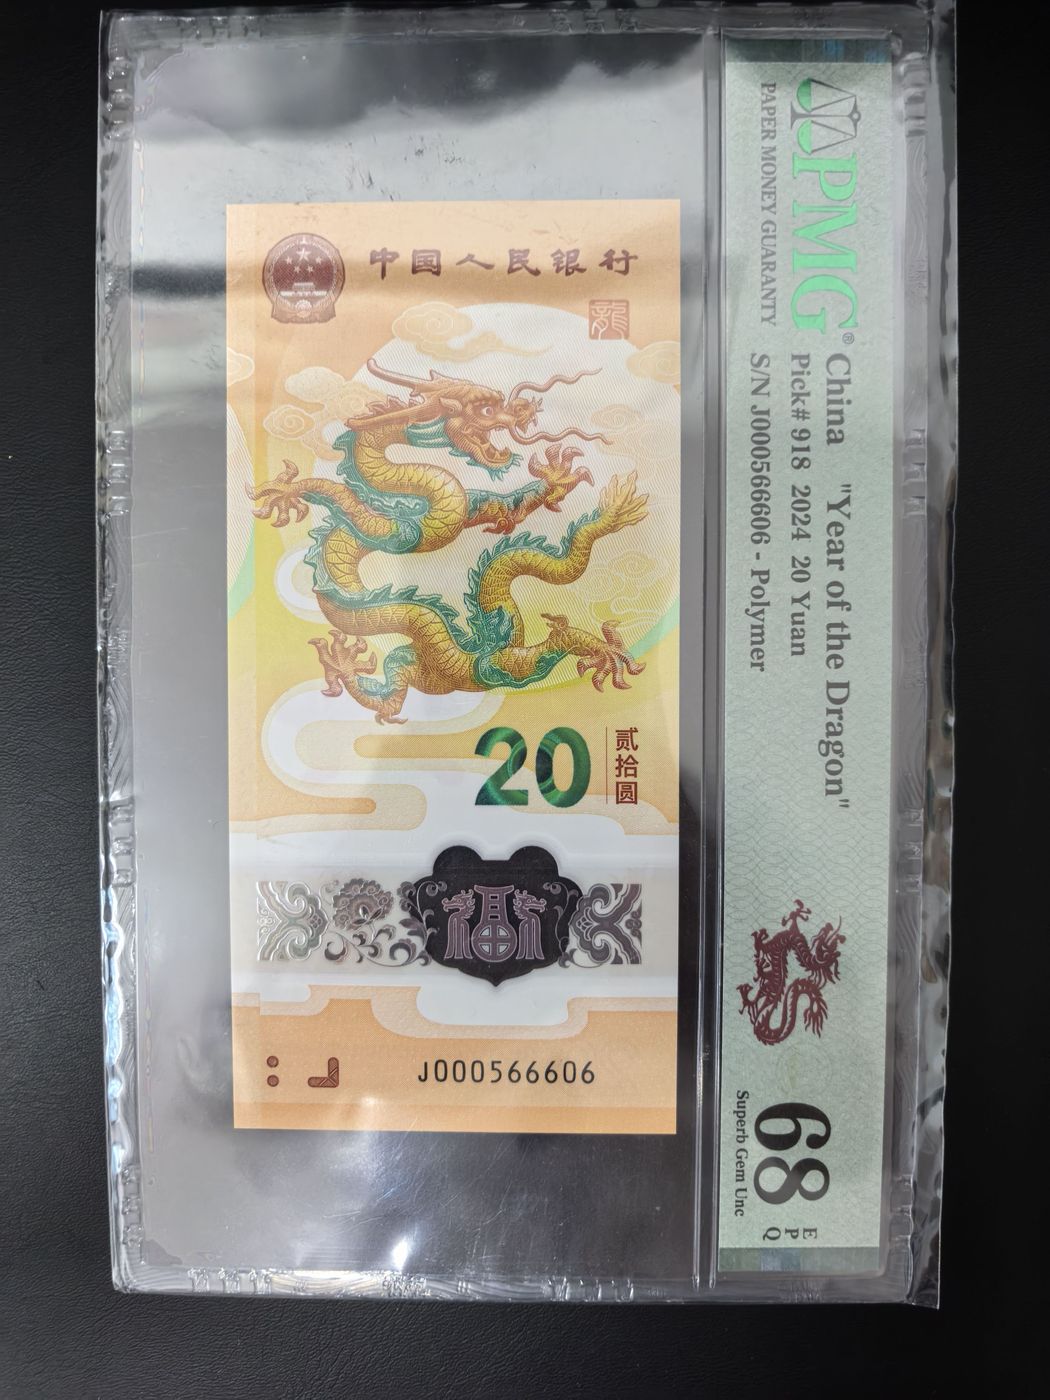 中国人民银行
龍
20
贰拾圆
J000566606
PMG®
PAPER MONEY GUARANTY
China "Year of the Dragon"
Pick# 918 2024 20 Yuan
S/N J000566606 - Polymer
68
EPQ
Superb Gem Unc